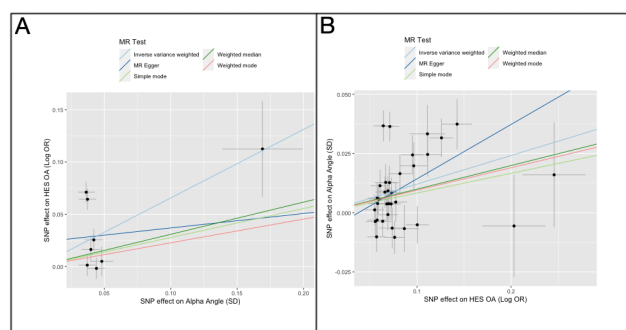 A
MR Test
Inverse variance weighted
Weighted median
MR Egger
Weighted mode
Simple mode
SNP effect on HES OA (Log OR)
0.15
0.10
0.05
0.00
0.05
0.10
0.15
0.20
SNP effect on Alpha Angle (SD)
B
MR Test
Inverse variance weighted
Weighted median
MR Egger
Weighted mode
Simple mode
SNP effect on Alpha Angle (SD)
0.050
0.025
0.000
-0.025
0.1
0.2
SNP effect on HES OA (Log OR)